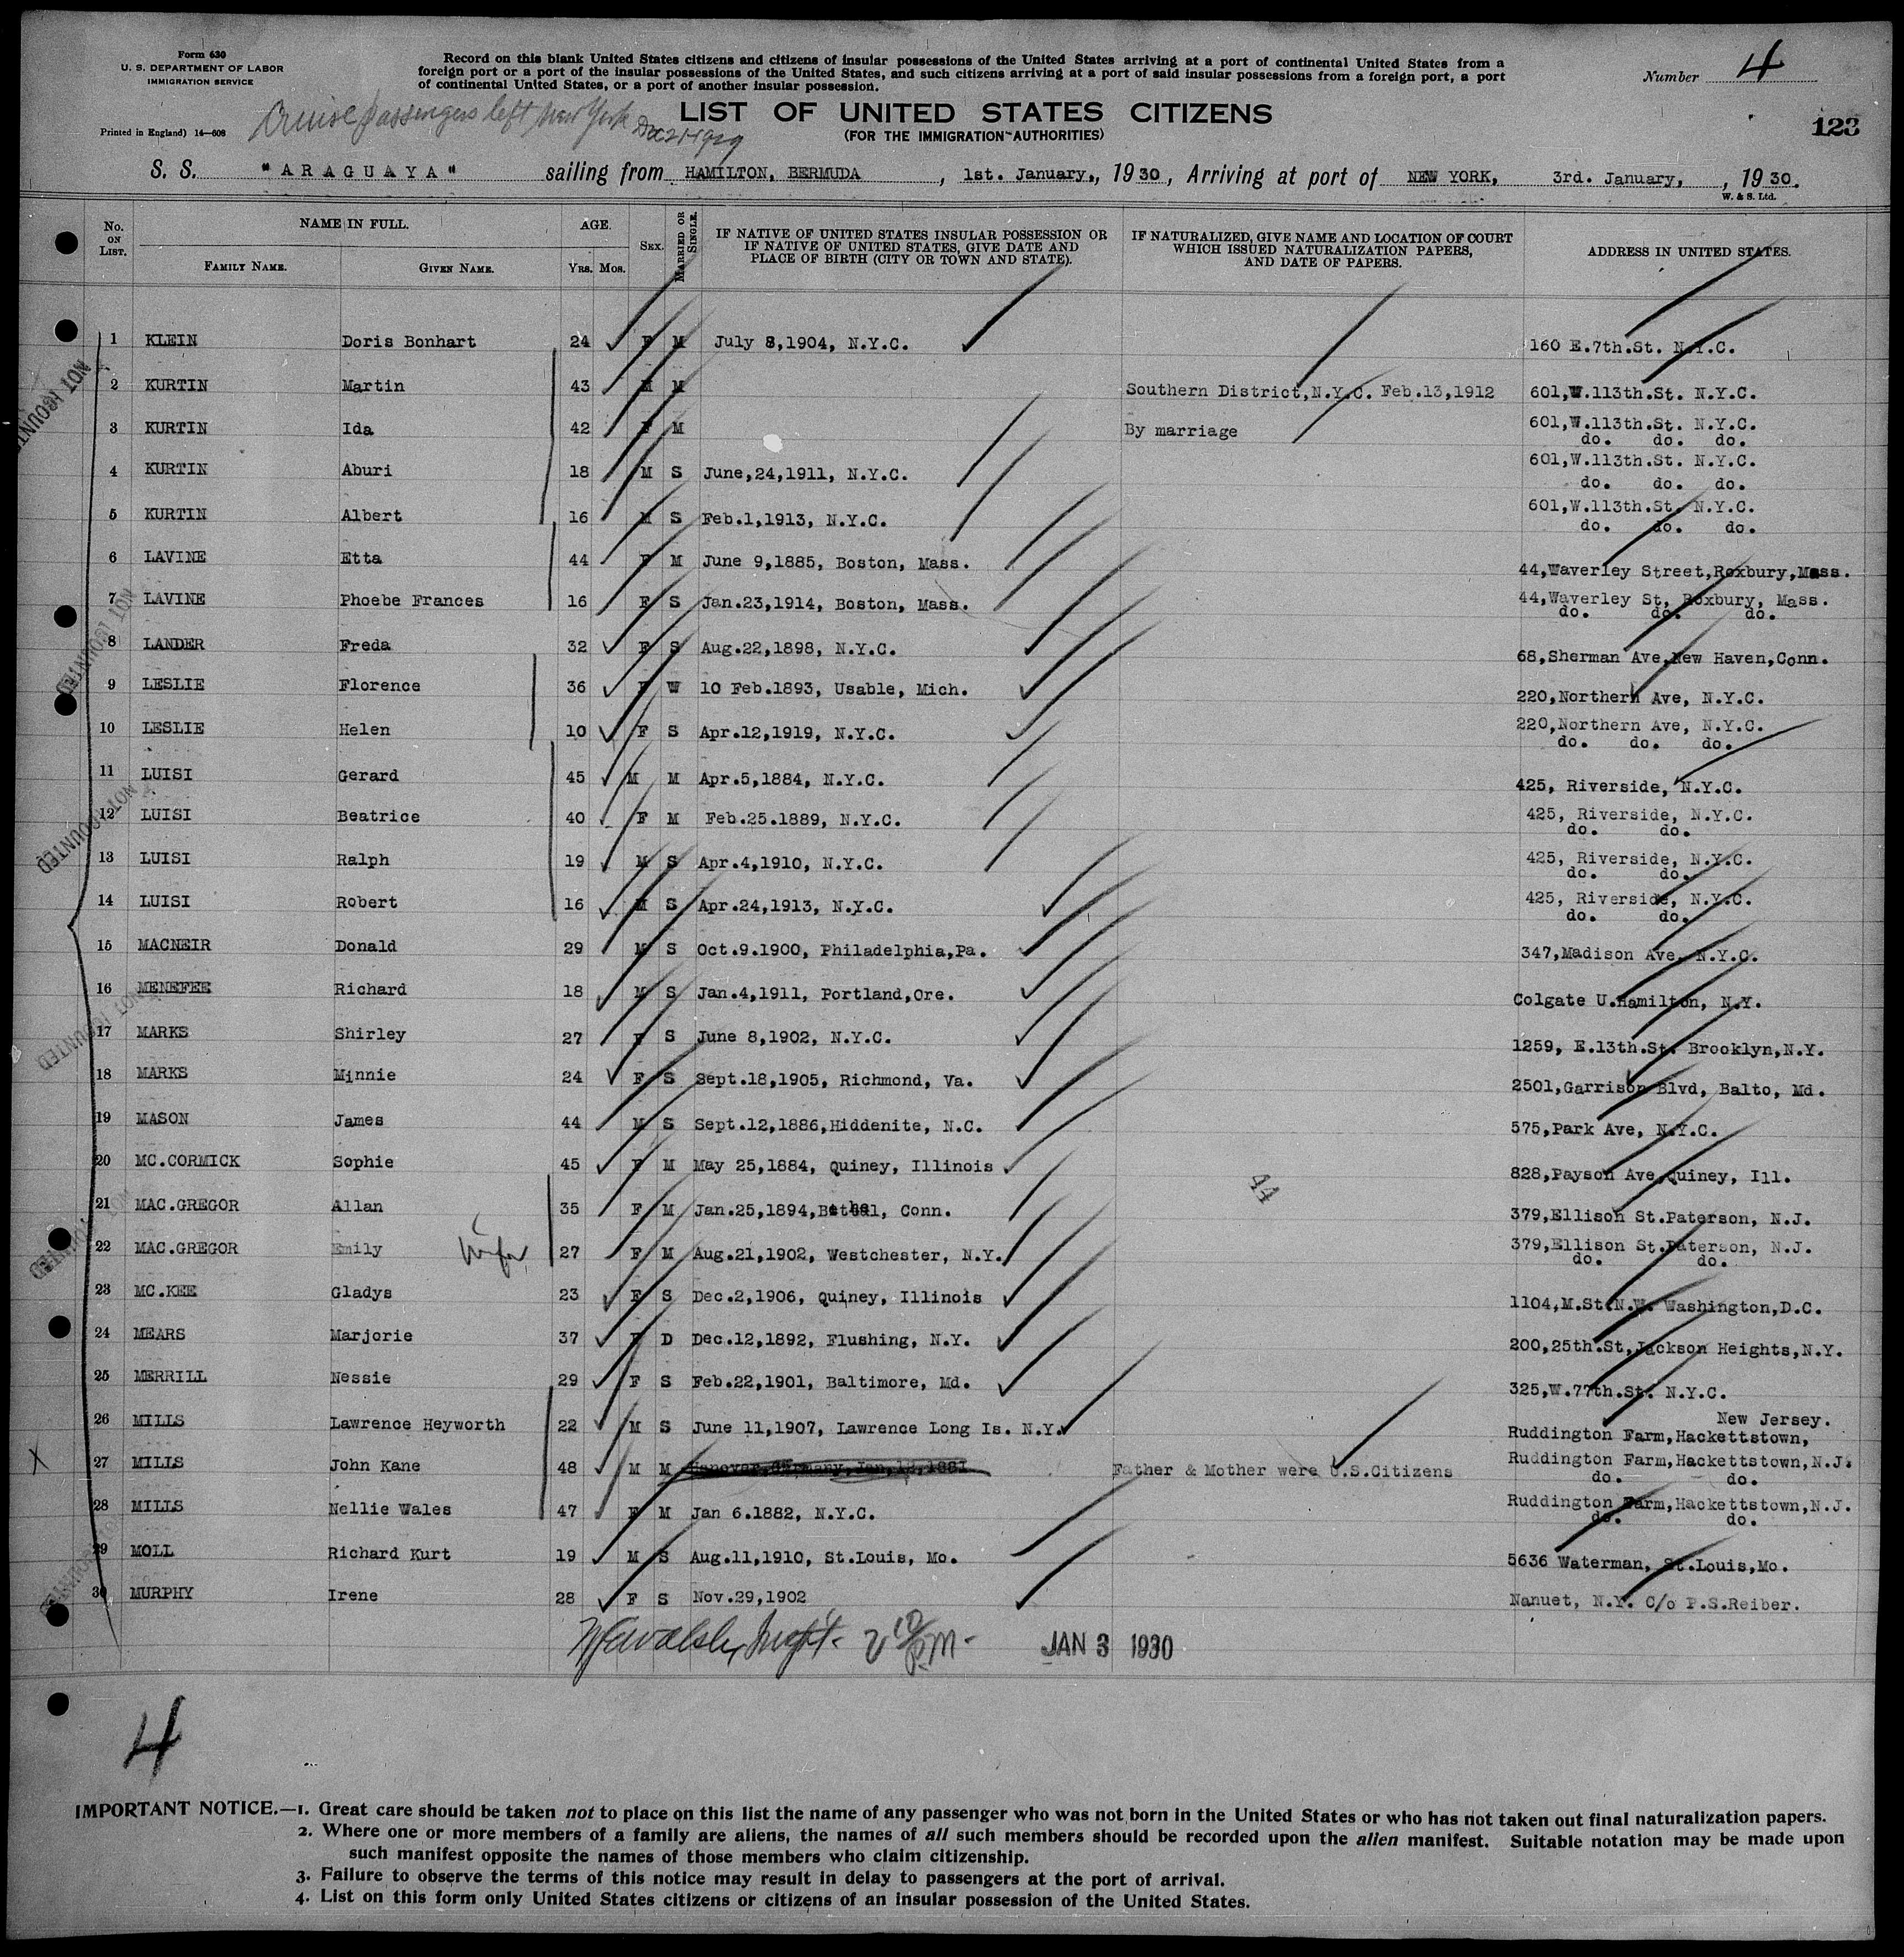 Form 630
U. S. DEPARTMENT OF LABOR
IMMIGRATION SERVICE
Printed in England) 14—608
Record on this blank United States citizens and citizens of insular possessions of the United States arriving at a port of continental United States from a
foreign port or a port of the insular possessions of the United States, and such citizens arriving at a port of said insular possessions from a foreign port, a port
of continental United States, or a port of another insular possession.
Number 4
Cruise passengers left New York Dec 21 1929
LIST OF UNITED STATES CITIZENS
(FOR THE IMMIGRATION AUTHORITIES)
123
S. S. "ARAGUAYA" sailing from HAMILTON, BERMUDA, 1st. January., 1930, Arriving at port of NEW YORK, 3rd. January, , 1930.
W. & S. Ltd.
No. ON LIST. NAME IN FULL. AGE. SEX. MARRIED OR SINGLE. IF NATIVE OF UNITED STATES INSULAR POSSESSION OR IF NATIVE OF UNITED STATES, GIVE DATE AND PLACE OF BIRTH (CITY OR TOWN AND STATE). IF NATURALIZED, GIVE NAME AND LOCATION OF COURT WHICH ISSUED NATURALIZATION PAPERS, AND DATE OF PAPERS. ADDRESS IN UNITED STATES.
FAMILY NAME. GIVEN NAME. YRS. MOS.
1 KLEIN Doris Bonhart 24 F M July 8,1904, N.Y.C. 160 E.7th.St. N.Y.C.
2 KURTIN Martin 43 M M Southern District,N.Y.C. Feb.13,1912 601,W.113th.St. N.Y.C.
3 KURTIN Ida 42 F M By marriage 601,W.113th.St. N.Y.C.
do. do. do.
4 KURTIN Aburi 18 M S June,24,1911, N.Y.C. 601,W.113th.St. N.Y.C.
do. do. do.
5 KURTIN Albert 16 M S Feb.1,1913, N.Y.C. 601,W.113th.St. N.Y.C.
do. do. do.
6 LAVINE Etta 44 F M June 9,1885, Boston, Mass. 44,Waverley Street,Roxbury,Mass.
7 LAVINE Phoebe Frances 16 F S Jan.23,1914, Boston, Mass. 44,Waverley St, Roxbury, Mass.
do. do. do.
8 LANDER Freda 32 F S Aug.22,1898, N.Y.C. 68,Sherman Ave,New Haven,Conn.
9 LESLIE Florence 36 F W 10 Feb.1893, Usable, Mich. 220,Northern Ave, N.Y.C.
10 LESLIE Helen 10 F S Apr.12,1919, N.Y.C. 220,Northern Ave, N.Y.C.
do. do. do.
11 LUISI Gerard 45 M M Apr.5,1884, N.Y.C. 425, Riverside, N.Y.C.
12 LUISI Beatrice 40 F M Feb.25.1889, N.Y.C. 425, Riverside, N.Y.C.
do. do.
13 LUISI Ralph 19 M S Apr.4,1910, N.Y.C. 425, Riverside, N.Y.C.
do. do.
14 LUISI Robert 16 M S Apr.24,1913, N.Y.C. 425, Riverside, N.Y.C.
do. do.
15 MACNEIR Donald 29 M S Oct.9.1900, Philadelphia,Pa. 347,Madison Ave, N.Y.C.
16 MENEFEE Richard 18 M S Jan.4,1911, Portland,Ore. Colgate U.Hamilton, N.Y.
17 MARKS Shirley 27 F S June 8,1902, N.Y.C. 1259, E.13th.St. Brooklyn,N.Y.
18 MARKS Minnie 24 F S Sept.18,1905, Richmond, Va. 2501,Garrison Blvd, Balto, Md.
19 MASON James 44 M S Sept.12,1886,Hiddenite, N.C. 575,Park Ave, N.Y.C.
20 MC.CORMICK Sophie 45 F M May 25,1884, Quiney, Illinois 828,Payson Ave,Quiney, Ill.
21 MAC.GREGOR Allan 35 F M Jan.25,1894,Bethel, Conn. 379,Ellison St.Paterson, N.J.
22 MAC.GREGOR Emily wife 27 F M Aug.21,1902, Westchester, N.Y. 379,Ellison St.Paterson, N.J.
do. do.
23 MC.KEE Gladys 23 F S Dec.2,1906, Quiney, Illinois 1104,M.St.N.W. Washington,D.C.
24 MEARS Marjorie 37 F D Dec.12,1892, Flushing, N.Y. 200,25th.St,Jackson Heights,N.Y.
25 MERRILL Nessie 29 F S Feb.22,1901, Baltimore, Md. 325,W.77th.St. N.Y.C.
26 MILLS Lawrence Heyworth 22 M S June 11,1907, Lawrence Long Is. N.Y. New Jersey.
Ruddington Farm,Hackettstown,
27 MILLS John Kane 48 M M Hanover,Germany,Jan,12,1881 Father & Mother were U.S.Citizens Ruddington Farm,Hackettstown,N.J.
do. do.
28 MILLS Nellie Wales 47 F M Jan 6.1882, N.Y.C. Ruddington Farm,Hackettstown,N.J.
do. do.
29 MOLL Richard Kurt 19 M S Aug.11,1910, St.Louis, Mo. 5636 Waterman, St.Louis,Mo.
30 MURPHY Irene 28 F S Nov.29,1902 Nanuet, N.Y. C/o P.S.Reiber.
44
NOT COUNTED
NOT COUNTED
NOT COUNTED
NOT COUNTED
NOT COUNTED
X
JAN 3 1930
4
IMPORTANT NOTICE.—1. Great care should be taken not to place on this list the name of any passenger who was not born in the United States or who has not taken out final naturalization papers.
2. Where one or more members of a family are aliens, the names of all such members should be recorded upon the alien manifest. Suitable notation may be made upon
such manifest opposite the names of those members who claim citizenship.
3. Failure to observe the terms of this notice may result in delay to passengers at the port of arrival.
4. List on this form only United States citizens or citizens of an insular possession of the United States.